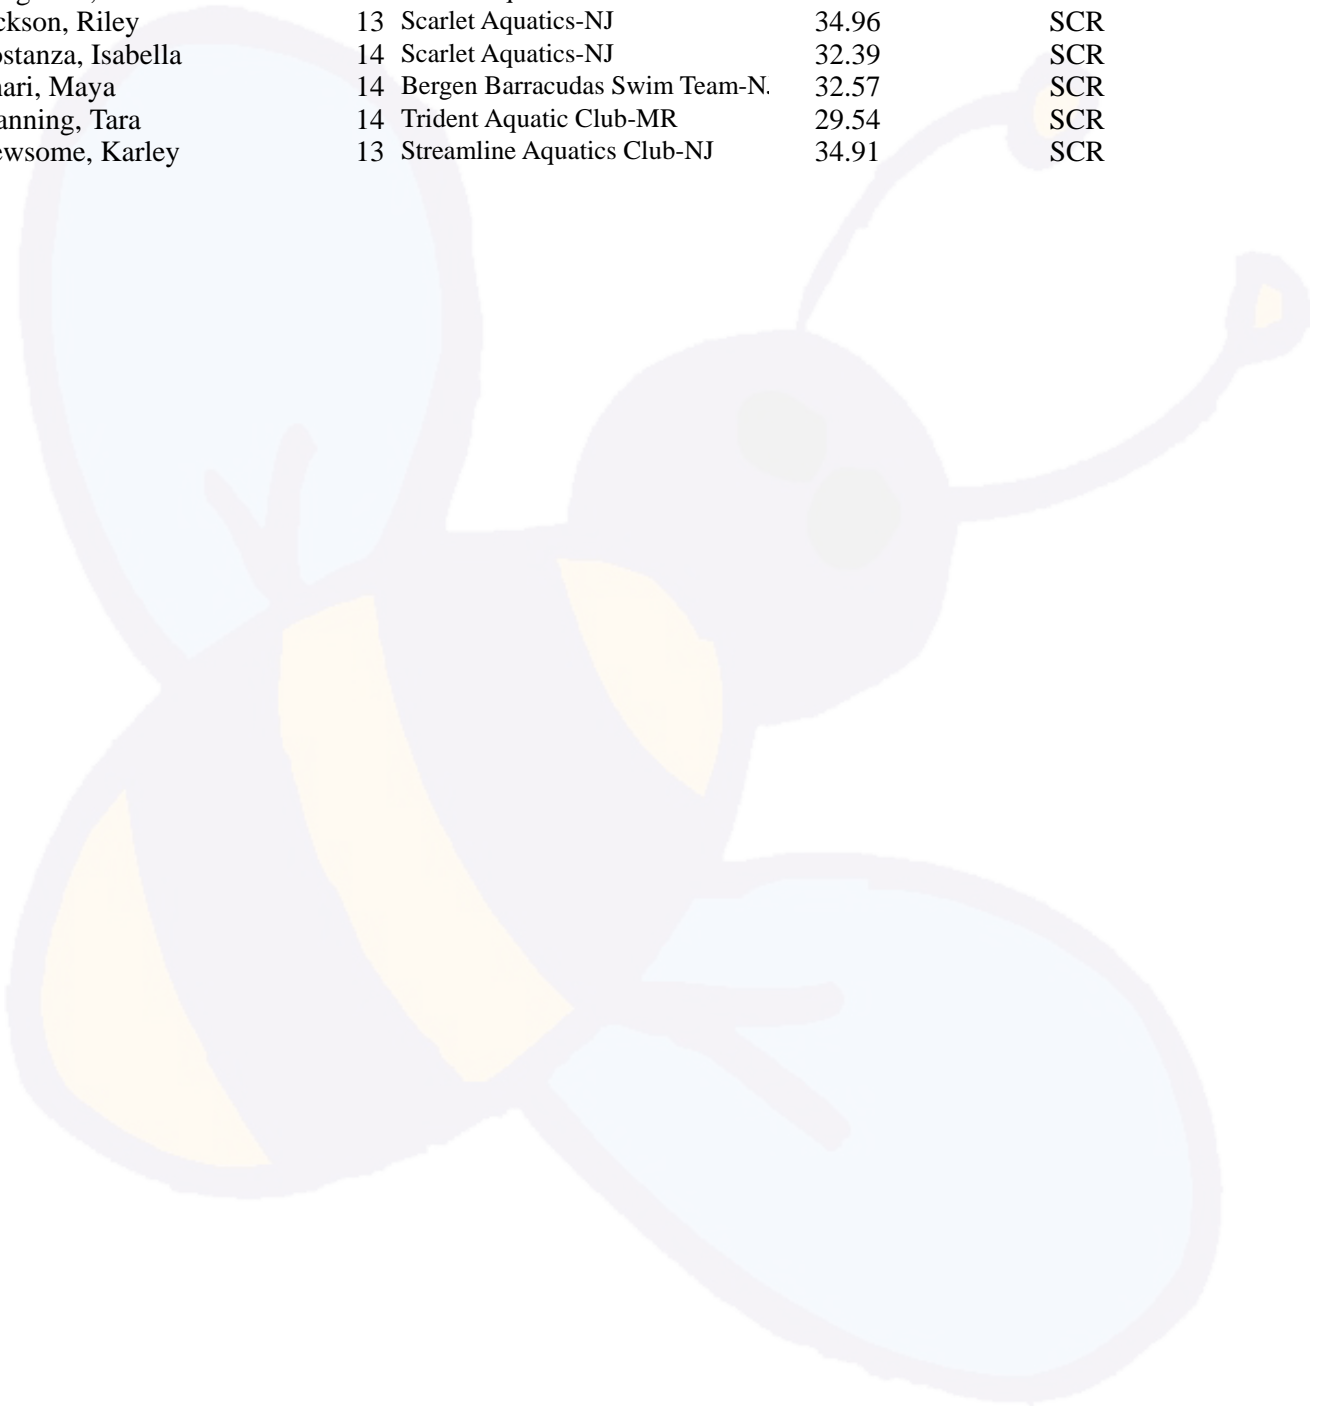 ckson, Riley 13 Scarlet Aquatics-NJ 34.96 SCR
ostanza, Isabella 14 Scarlet Aquatics-NJ 32.39 SCR
hari, Maya 14 Bergen Barracudas Swim Team-N. 32.57 SCR
anning, Tara 14 Trident Aquatic Club-MR 29.54 SCR
ewsome, Karley 13 Streamline Aquatics Club-NJ 34.91 SCR